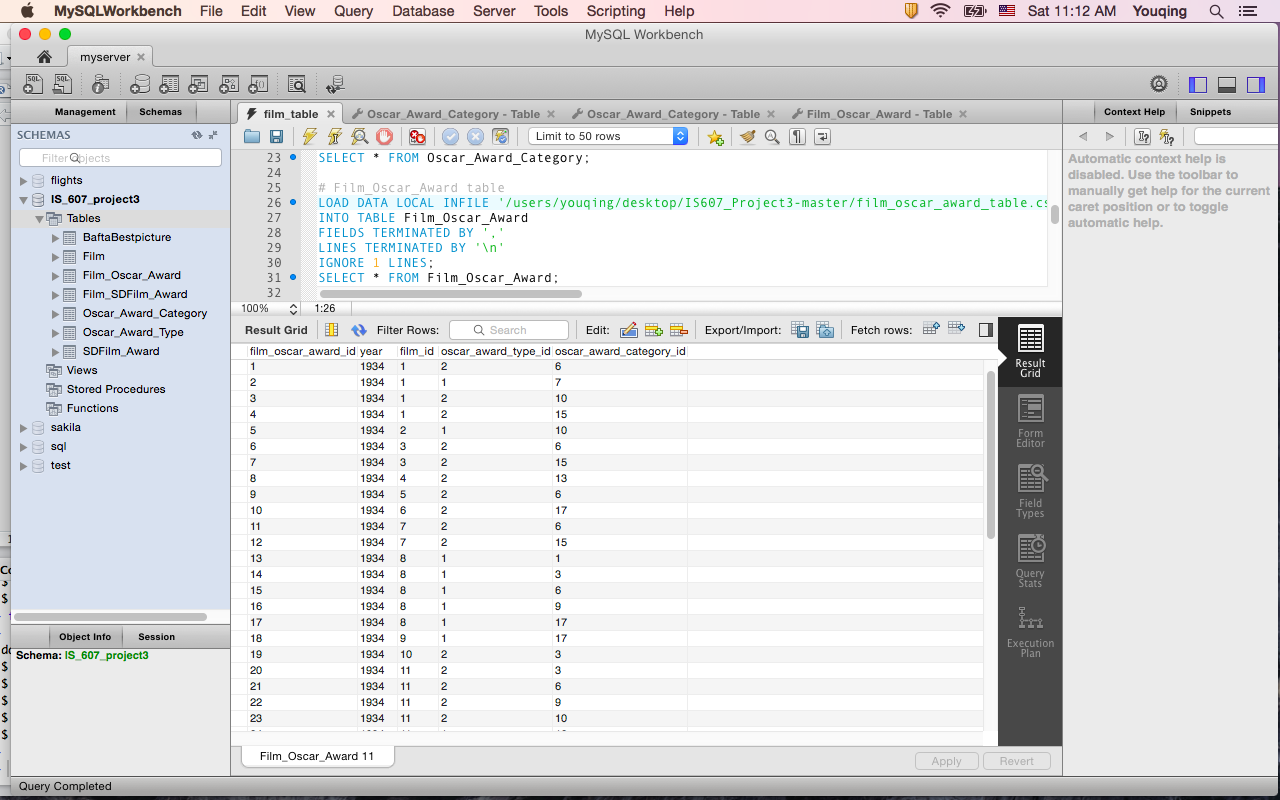 MySQLWorkbench File Edit View Query Database Server Tools Scripting Help Sat 11:12 AM Youqing
MySQL Workbench
myserver
Management Schemas
SCHEMAS
Filter objects
flights
IS_607_project3
Tables
BaftaBestpicture
Film
Film_Oscar_Award
Film_SDFilm_Award
Oscar_Award_Category
Oscar_Award_Type
SDFilm_Award
Views
Stored Procedures
Functions
sakila
sql
test
Object Info Session
Schema: IS_607_project3
film_table Oscar_Award_Category - Table Oscar_Award_Category - Table Film_Oscar_Award - Table
Limit to 50 rows
23 SELECT * FROM Oscar_Award_Category;
24
25 # Film_Oscar_Award table
26 LOAD DATA LOCAL INFILE '/users/youqing/desktop/IS607_Project3-master/film_oscar_award_table.cs
27 INTO TABLE Film_Oscar_Award
28 FIELDS TERMINATED BY ','
29 LINES TERMINATED BY '\n'
30 IGNORE 1 LINES;
31 SELECT * FROM Film_Oscar_Award;
32
100% 1:26
Result Grid Filter Rows: Search Edit: Export/Import: Fetch rows:
film_oscar_award_id year film_id oscar_award_type_id oscar_award_category_id
1 1934 1 2 6
2 1934 1 1 7
3 1934 1 2 10
4 1934 1 2 15
5 1934 2 1 10
6 1934 3 2 6
7 1934 3 2 15
8 1934 4 2 13
9 1934 5 2 6
10 1934 6 2 17
11 1934 7 2 6
12 1934 7 2 15
13 1934 8 1 1
14 1934 8 1 3
15 1934 8 1 6
16 1934 8 1 9
17 1934 8 1 17
18 1934 9 1 17
19 1934 10 2 3
20 1934 11 2 3
21 1934 11 2 6
22 1934 11 2 9
23 1934 11 2 10
Film_Oscar_Award 11
Apply Revert
Result
Grid
Form
Editor
Field
Types
Query
Stats
Execution
Plan
Context Help Snippets
Automatic context help is
disabled. Use the toolbar to
manually get help for the current
caret position or to toggle
automatic help.
Query Completed